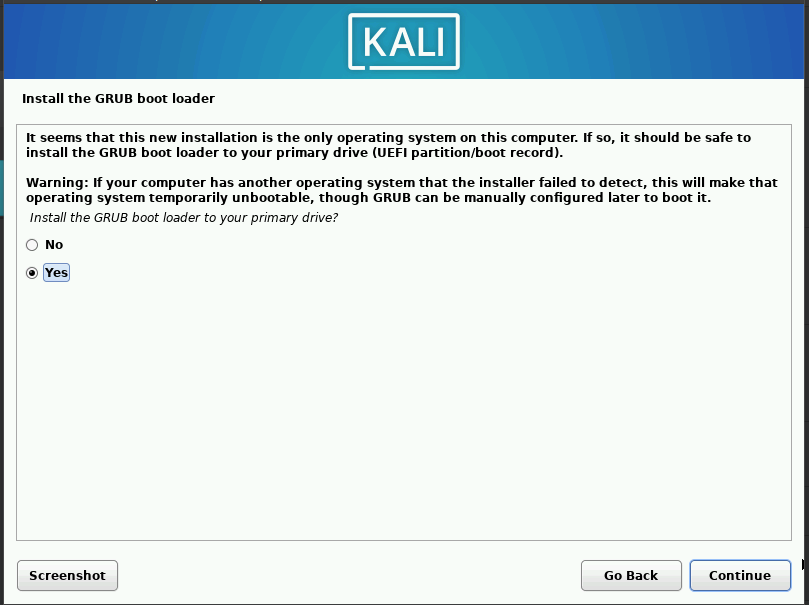 KALI
Install the GRUB boot loader
It seems that this new installation is the only operating system on this computer. If so, it should be safe to
install the GRUB boot loader to your primary drive (UEFI partition/boot record).
Warning: If your computer has another operating system that the installer failed to detect, this will make that
operating system temporarily unbootable, though GRUB can be manually configured later to boot it.
Install the GRUB boot loader to your primary drive?
No
Yes
Screenshot
Go Back
Continue